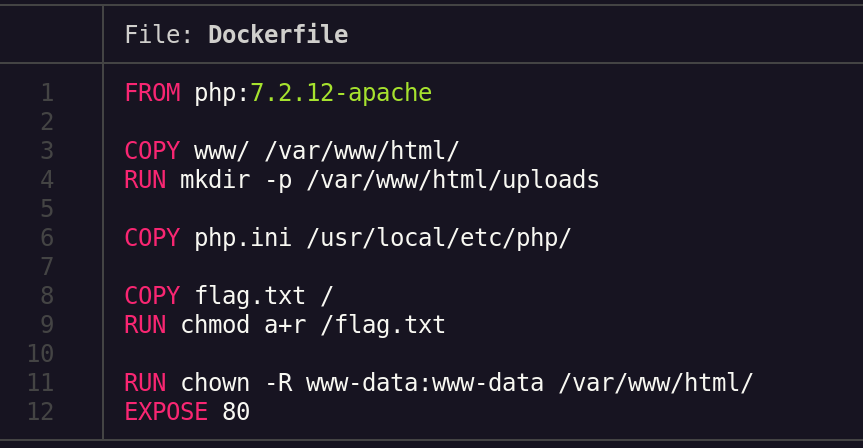 File: Dockerfile
1 FROM php:7.2.12-apache
2
3 COPY www/ /var/www/html/
4 RUN mkdir -p /var/www/html/uploads
5
6 COPY php.ini /usr/local/etc/php/
7
8 COPY flag.txt /
9 RUN chmod a+r /flag.txt
10
11 RUN chown -R www-data:www-data /var/www/html/
12 EXPOSE 80